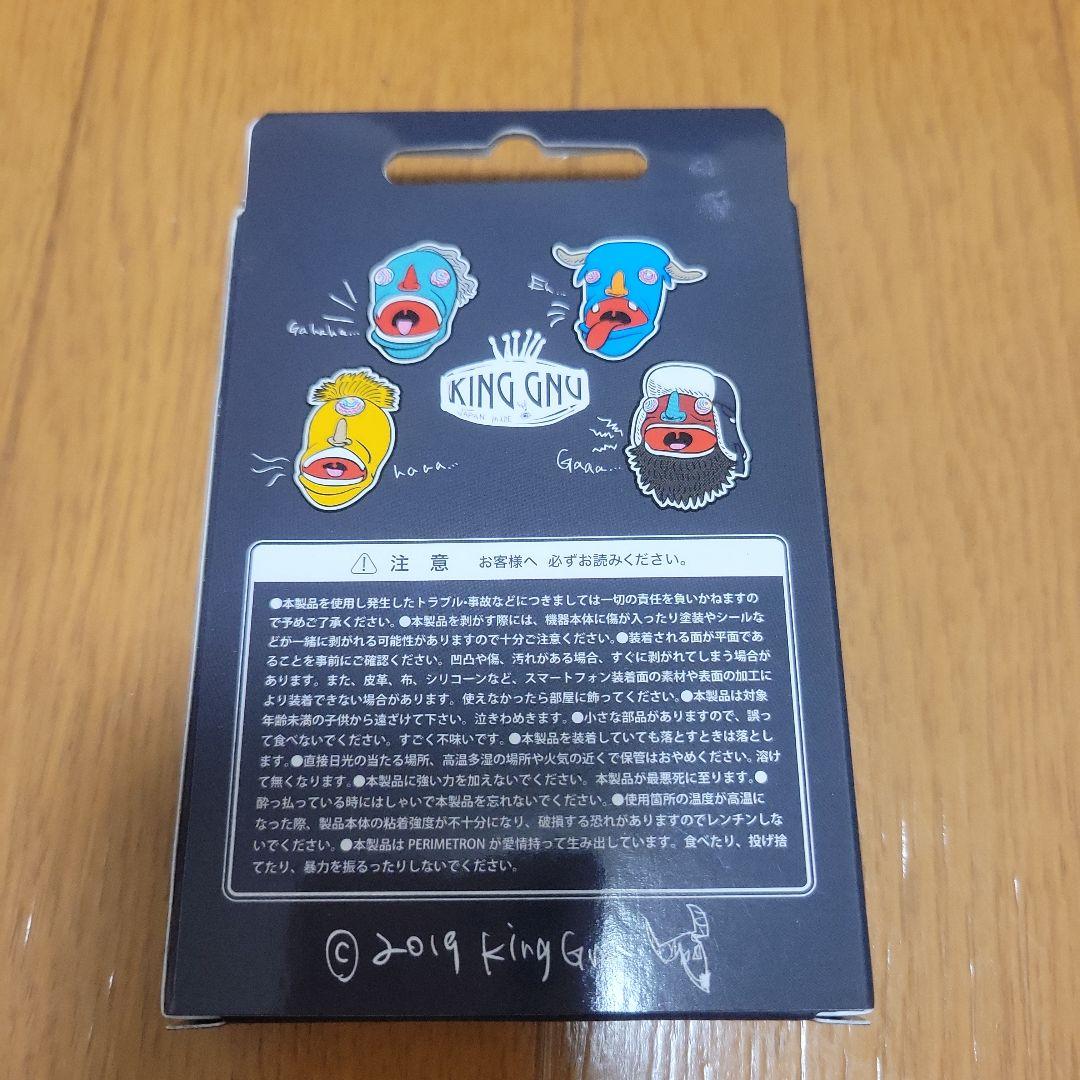 Eh...
Gahaha...
KING GNU
JAPAN MADE
haaa...
Gaaa...
注 意 お客様へ 必ずお読みください。
●本製品を使用し発生したトラブル・事故などにつきましては一切の責任を負いかねますの
で予めご了承ください。●本製品を剥がす際には、機器本体に傷が入ったり塗装やシールな
どが一緒に剥がれる可能性がありますので十分ご注意ください。●装着される面が平面であ
ることを事前にご確認ください。凹凸や傷、汚れがある場合、すぐに剥がれてしまう場合が
あります。また、皮革、布、シリコーンなど、スマートフォン装着面の素材や表面の加工に
より装着できない場合があります。使えなかったら部屋に飾ってください。●本製品は対象
年齢未満の子供から遠ざけて下さい。泣きわめきます。●小さな部品がありますので、誤っ
て食べないでください。すごく不味いです。●本製品を装着していても落とすときは落とし
ます。●直接日光の当たる場所、高温多湿の場所や火気の近くで保管はおやめください。溶け
て無くなります。●本製品に強い力を加えないでください。本製品が最悪死に至ります。●
酔っ払っている時にはしゃいで本製品を忘れないでください。●使用箇所の温度が高温に
なった際、製品本体の粘着強度が不十分になり、破損する恐れがありますのでレンチンしな
いでください。●本製品は PERIMETRON が愛情持って生み出しています。食べたり、投げ捨
てたり、暴力を振るったりしないでください。
© 2019 King Gnu